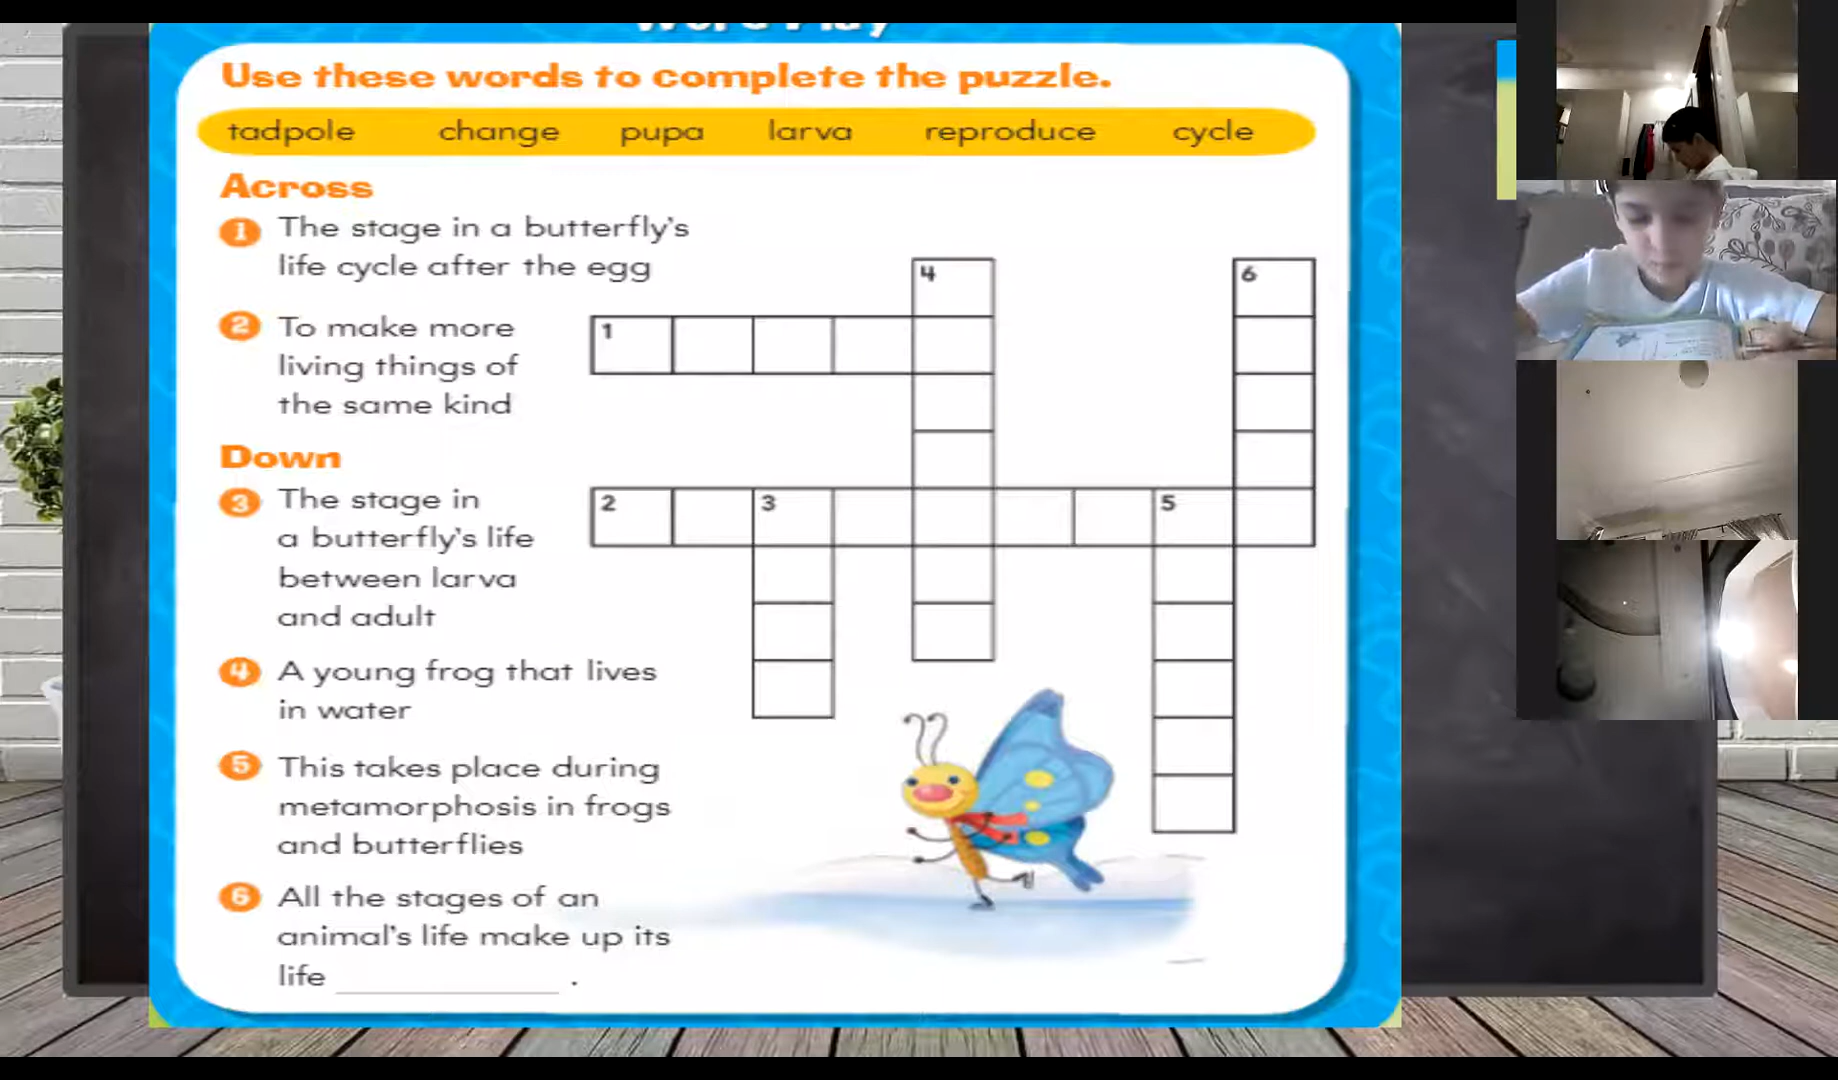 Word Play
Use these words to complete the puzzle.
tadpole change pupa larva reproduce cycle
Across
1 The stage in a butterfly's
life cycle after the egg
2 To make more
living things of
the same kind
Down
3 The stage in
a butterfly's life
between larva
and adult
4 A young frog that lives
in water
5 This takes place during
metamorphosis in frogs
and butterflies
6 All the stages of an
animal's life make up its
life ____________ .
4 6
1
2 3 5